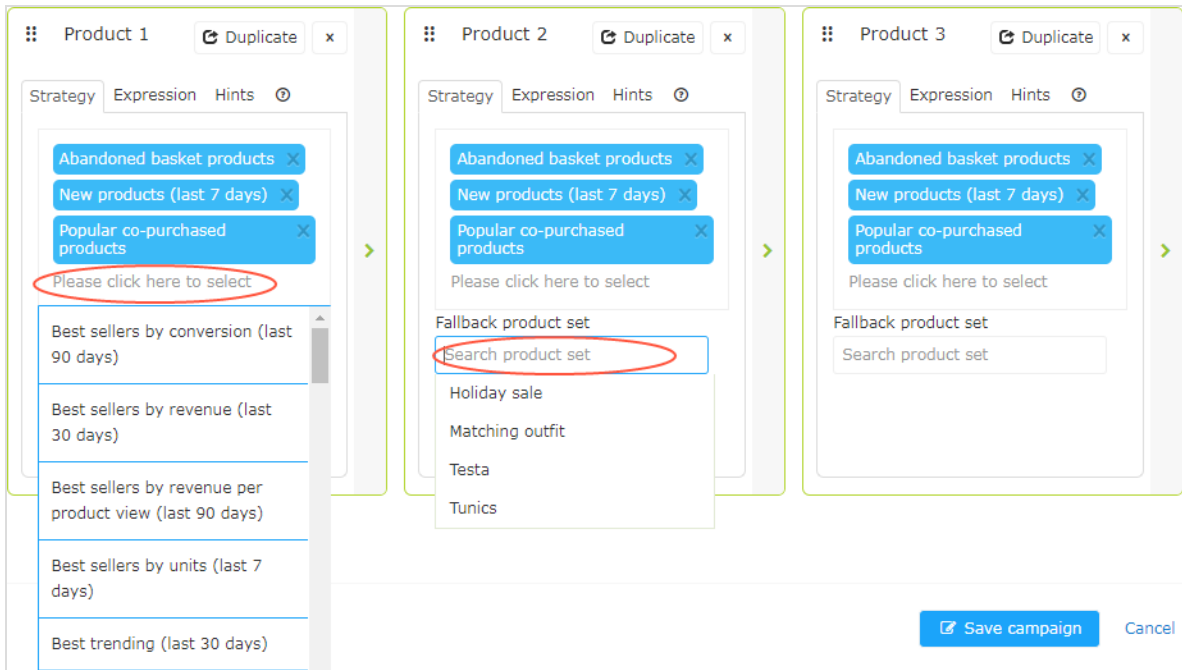 Product 1
Duplicate
x
Strategy
Expression
Hints
Abandoned basket products X
New products (last 7 days) X
Popular co-purchased X
products
Please click here to select
Best sellers by conversion (last
90 days)
Best sellers by revenue (last
30 days)
Best sellers by revenue per
product view (last 90 days)
Best sellers by units (last 7
days)
Best trending (last 30 days)
Product 2
Duplicate
x
Strategy
Expression
Hints
Abandoned basket products X
New products (last 7 days) X
Popular co-purchased X
products
Please click here to select
Fallback product set
Search product set
Holiday sale
Matching outfit
Testa
Tunics
Product 3
Duplicate
x
Strategy
Expression
Hints
Abandoned basket products X
New products (last 7 days) X
Popular co-purchased X
products
Please click here to select
Fallback product set
Search product set
Save campaign
Cancel